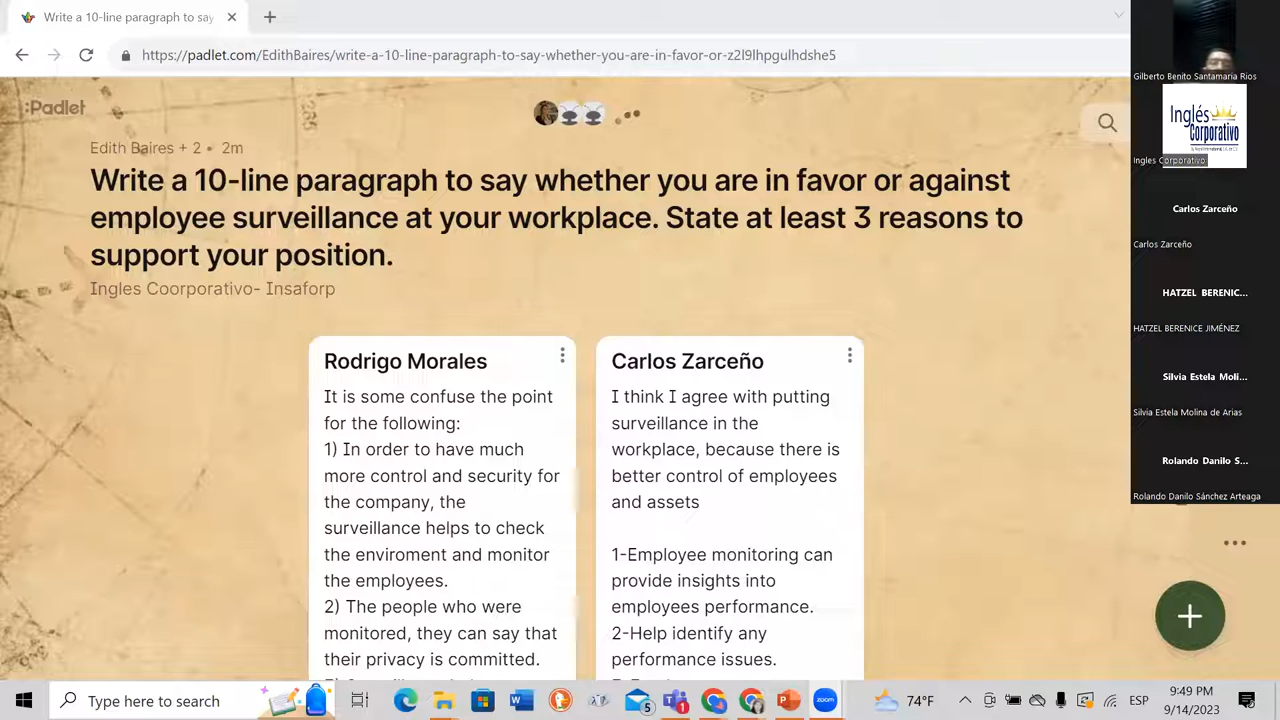 Write a 10-line paragraph to say
https://padlet.com/EdithBaires/write-a-10-line-paragraph-to-say-whether-you-are-in-favor-or-z2l9lhpgulhdshe5
:Padlet
Edith Baires + 2 • 2m
Write a 10-line paragraph to say whether you are in favor or against
employee surveillance at your workplace. State at least 3 reasons to
support your position.
Ingles Coorporativo- Insaforp
Rodrigo Morales
It is some confuse the point
for the following:
1) In order to have much
more control and security for
the company, the
surveillance helps to check
the enviroment and monitor
the employees.
2) The people who were
monitored, they can say that
their privacy is committed.
Carlos Zarceño
I think I agree with putting
surveillance in the
workplace, because there is
better control of employees
and assets
1-Employee monitoring can
provide insights into
employees performance.
2-Help identify any
performance issues.
Gilberto Benito Santamaria Rios
Inglés
Corporativo
Ingles Corporativo
Carlos Zarceño
Carlos Zarceño
HATZEL BERENIC...
HATZEL BERENICE JIMÉNEZ
Silvia Estela Moli...
Silvia Estela Molina de Arias
Rolando Danilo S...
Rolando Danilo Sánchez Arteaga
Type here to search
5
1
zoom
74°F
ESP
9:49 PM
9/14/2023